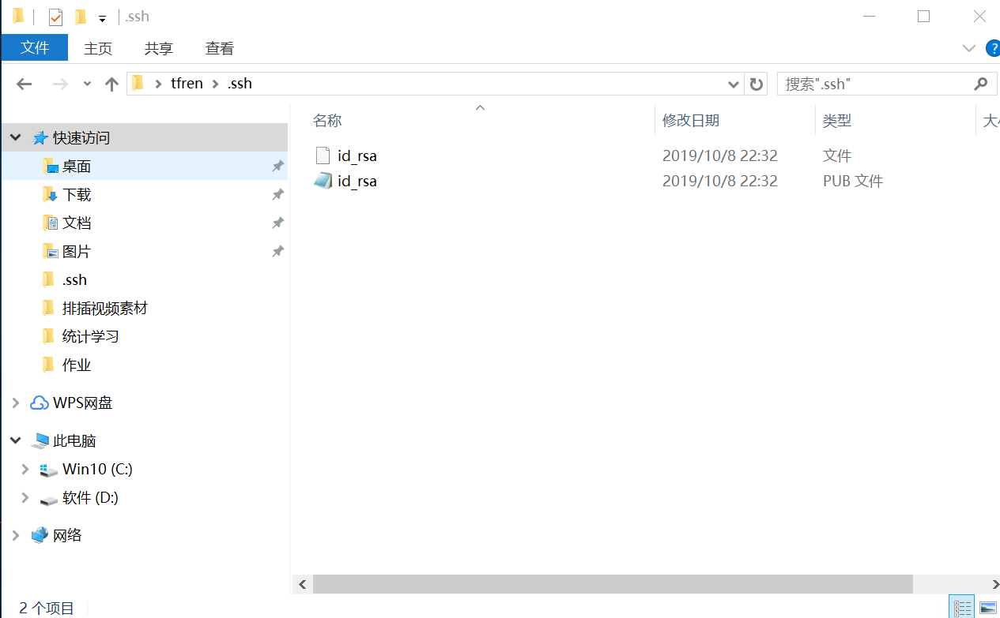 .ssh
文件 主页 共享 查看
tfren .ssh 搜索".ssh"
名称 修改日期 类型
快速访问
桌面
下载
文档
图片
.ssh
排插视频素材
统计学习
作业
WPS网盘
此电脑
Win10 (C:)
软件 (D:)
网络
id_rsa 2019/10/8 22:32 文件
id_rsa 2019/10/8 22:32 PUB 文件
2 个项目